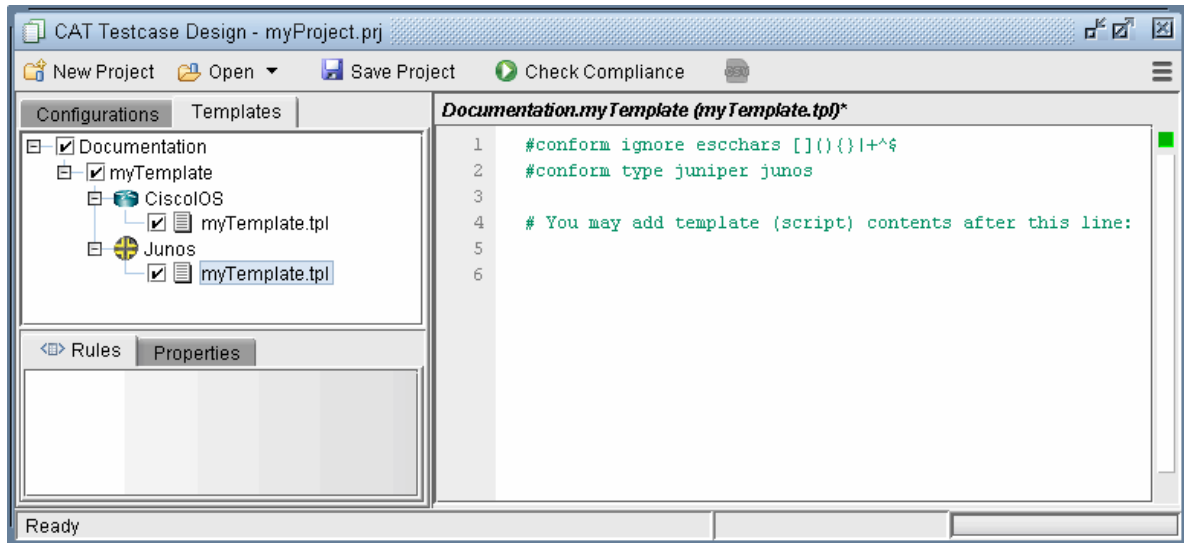 CAT Testcase Design - myProject.prj
New Project Open Save Project Check Compliance
Configurations Templates
Documentation
myTemplate
CiscoIOS
myTemplate.tpl
Junos
myTemplate.tpl
Rules Properties
Documentation.myTemplate (myTemplate.tpl)*
1 #conform ignore escchars [](){}|+^$
2 #conform type juniper junos
3
4 # You may add template (script) contents after this line:
5
6
Ready